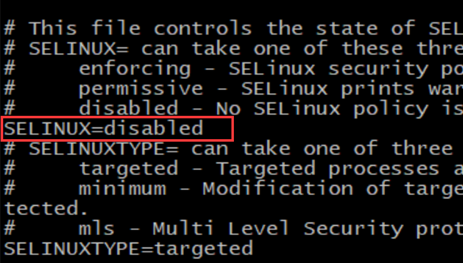 # This file controls the state of SEL
# SELINUX= can take one of these thre
#     enforcing - SELinux security po
#     permissive - SELinux prints war
#     disabled - No SELinux policy is
SELINUX=disabled
# SELINUXTYPE= can take one of three
#     targeted - Targeted processes a
#     minimum - Modification of targe
tected.
#     mls - Multi Level Security prot
SELINUXTYPE=targeted